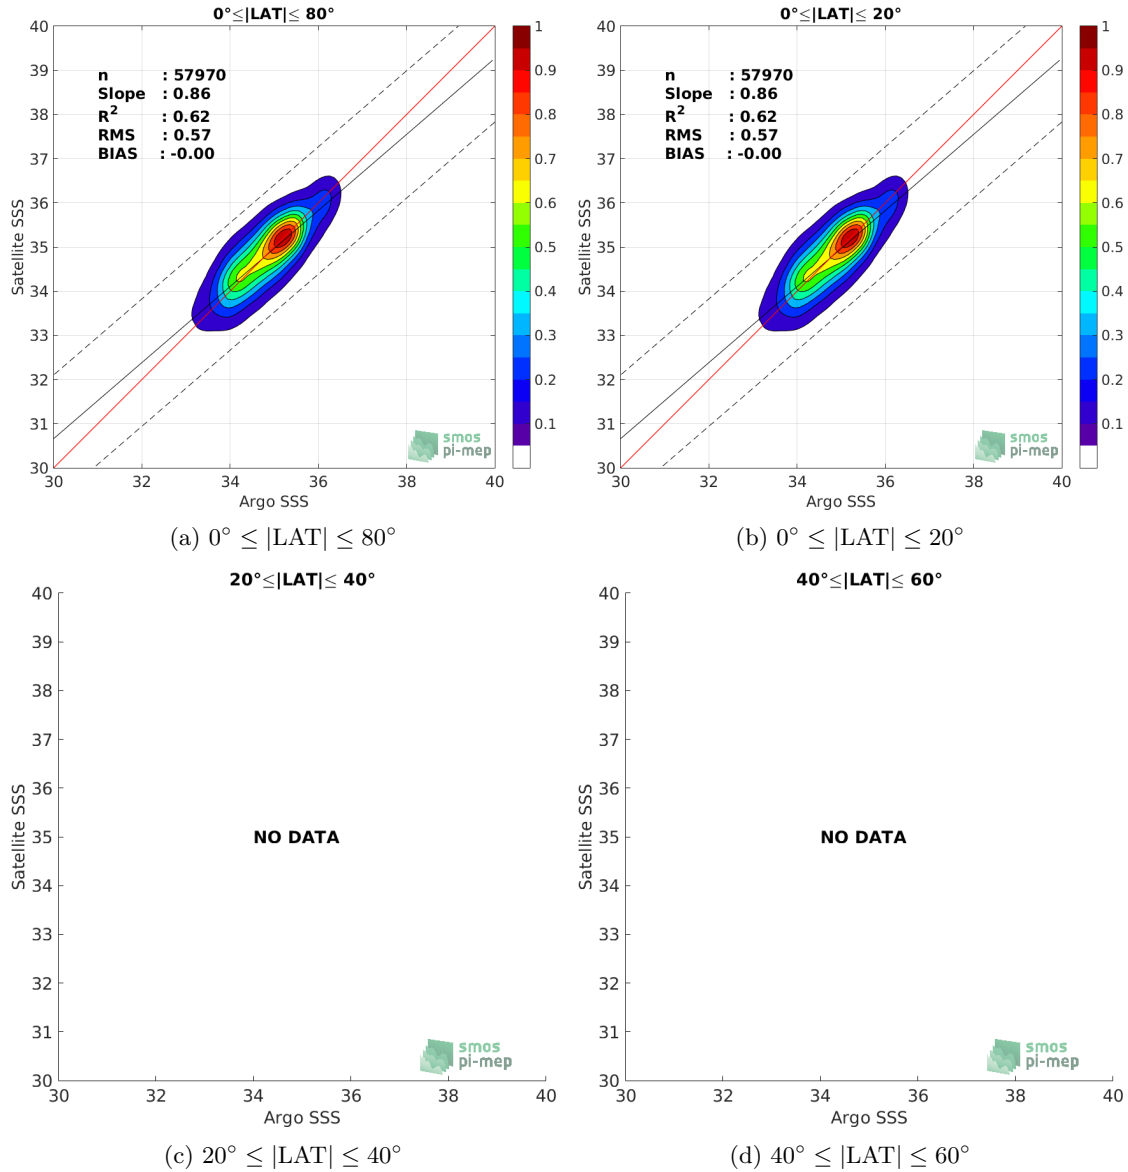 0°≤|LAT|≤ 80°
40
39
38
37
36
35
34
33
32
31
30
Satellite SSS
n : 57970
Slope : 0.86
R² : 0.62
RMS : 0.57
BIAS : -0.00
smos
pi-mep
30 32 34 36 38 40
Argo SSS
1
0.9
0.8
0.7
0.6
0.5
0.4
0.3
0.2
0.1
(a) 0° ≤ |LAT| ≤ 80°
0°≤|LAT|≤ 20°
40
39
38
37
36
35
34
33
32
31
30
Satellite SSS
n : 57970
Slope : 0.86
R² : 0.62
RMS : 0.57
BIAS : -0.00
smos
pi-mep
30 32 34 36 38 40
Argo SSS
1
0.9
0.8
0.7
0.6
0.5
0.4
0.3
0.2
0.1
(b) 0° ≤ |LAT| ≤ 20°
20°≤|LAT|≤ 40°
40
39
38
37
36
35
34
33
32
31
30
Satellite SSS
NO DATA
smos
pi-mep
30 32 34 36 38 40
Argo SSS
(c) 20° ≤ |LAT| ≤ 40°
40°≤|LAT|≤ 60°
40
39
38
37
36
35
34
33
32
31
30
Satellite SSS
NO DATA
smos
pi-mep
30 32 34 36 38 40
Argo SSS
(d) 40° ≤ |LAT| ≤ 60°